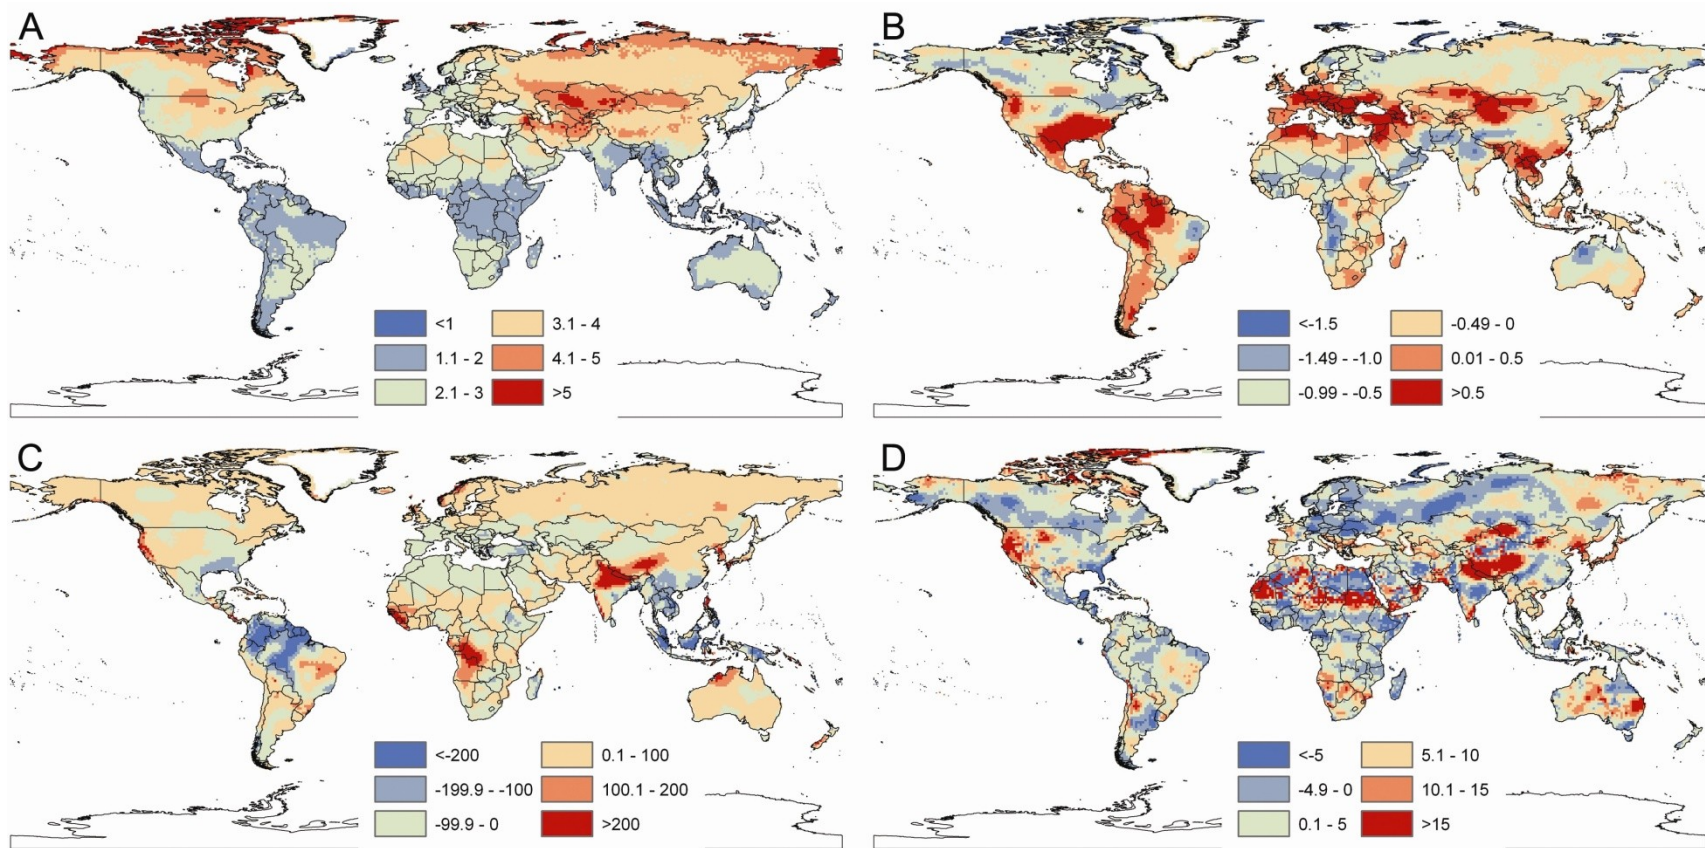 A
B
<1 3.1 - 4
1.1 - 2 4.1 - 5
2.1 - 3 >5
<-1.5 -0.49 - 0
-1.49 - -1.0 0.01 - 0.5
-0.99 - -0.5 >0.5
C
D
<-200 0.1 - 100
-199.9 - -100 100.1 - 200
-99.9 - 0 >200
<-5 5.1 - 10
-4.9 - 0 10.1 - 15
0.1 - 5 >15